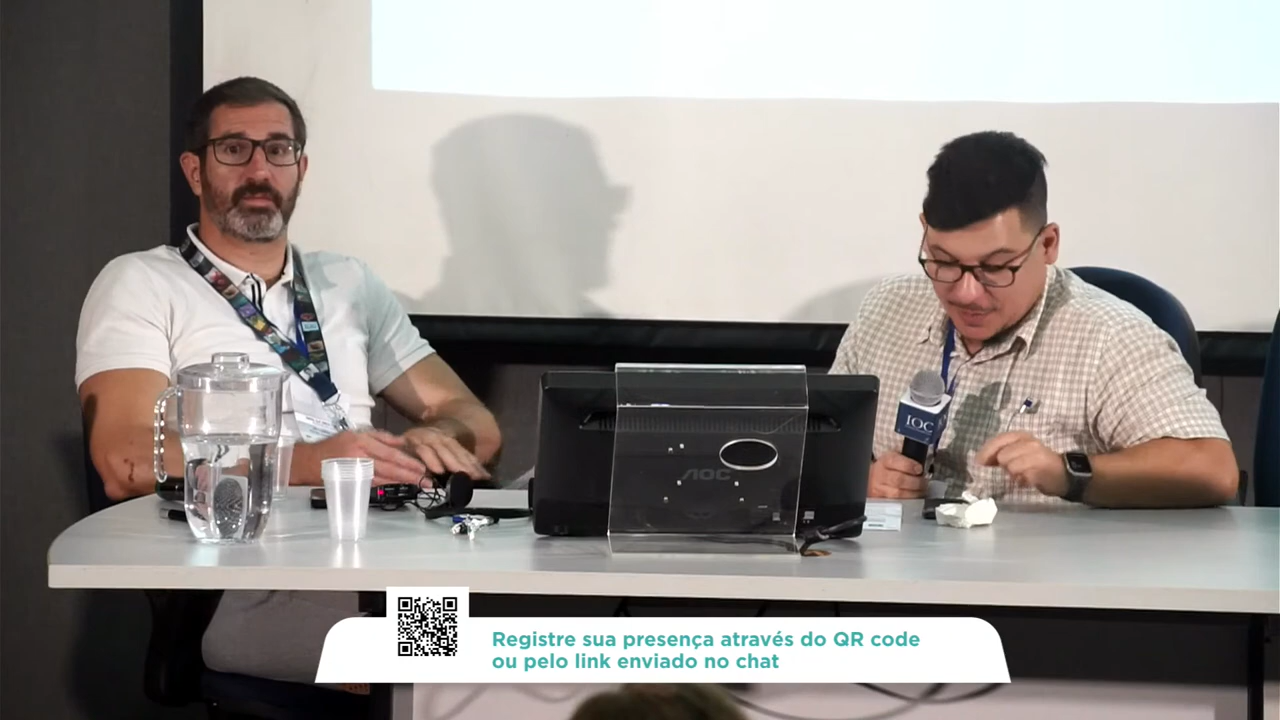 IOC
AOC
Registre sua presença através do QR code
ou pelo link enviado no chat